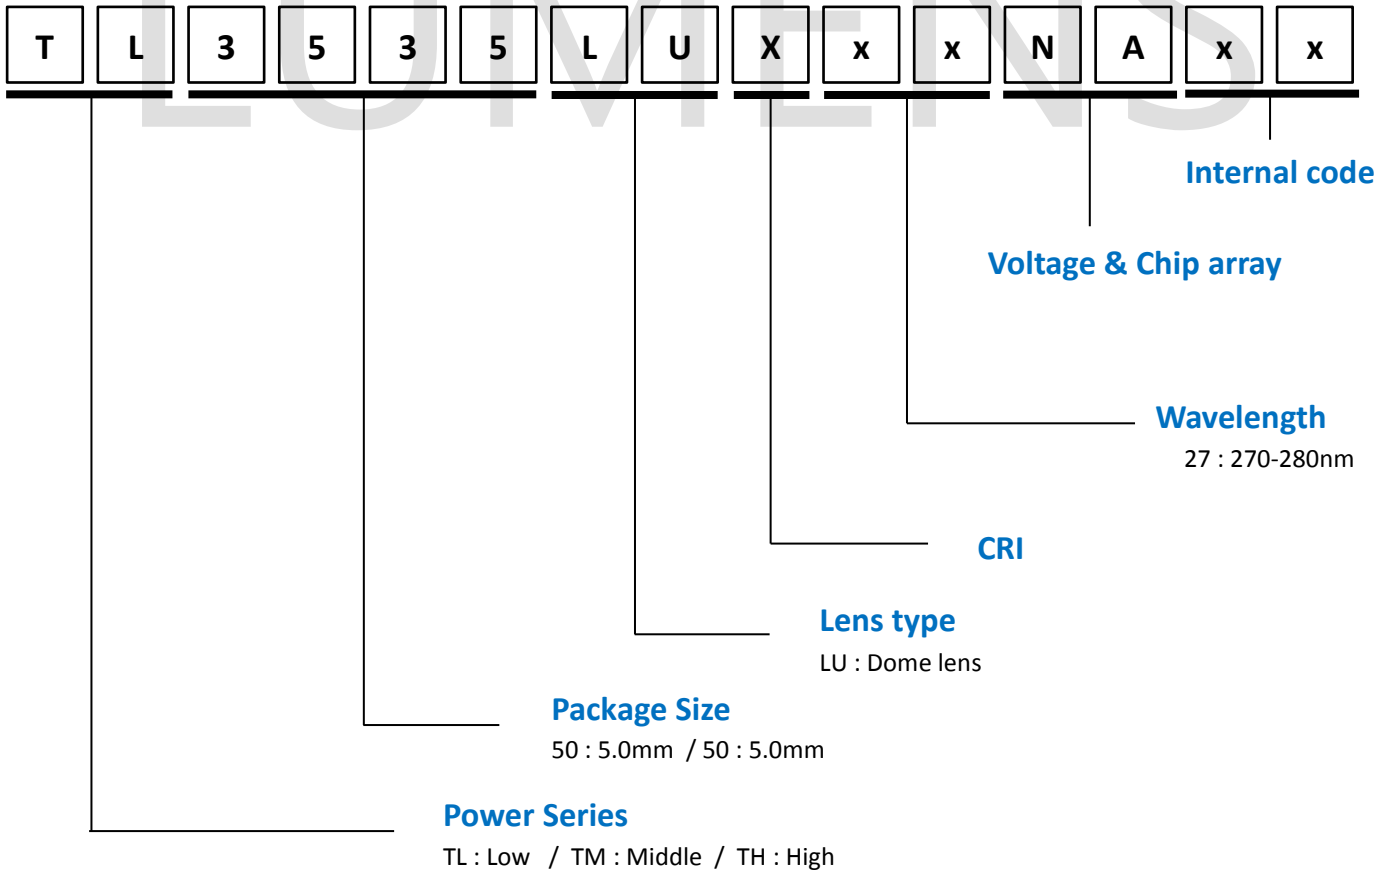 LUMENS
T L 3 5 3 5 L U X x x N A x x
Internal code
Voltage & Chip array
Wavelength
27 : 270-280nm
CRI
Lens type
LU : Dome lens
Package Size
50 : 5.0mm / 50 : 5.0mm
Power Series
TL : Low / TM : Middle / TH : High